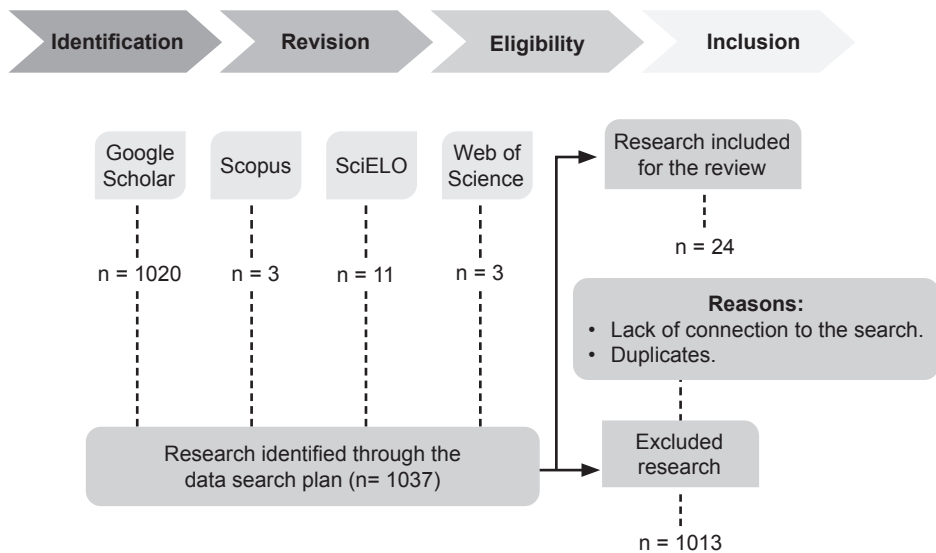 Identification
Revision
Eligibility
Inclusion
Google
Scholar
Scopus
SciELO
Web of
Science
n = 1020
n = 3
n = 11
n = 3
Research identified through the
data search plan (n= 1037)
Research included
for the review
n = 24
Reasons:
• Lack of connection to the search.
• Duplicates.
Excluded
research
n = 1013